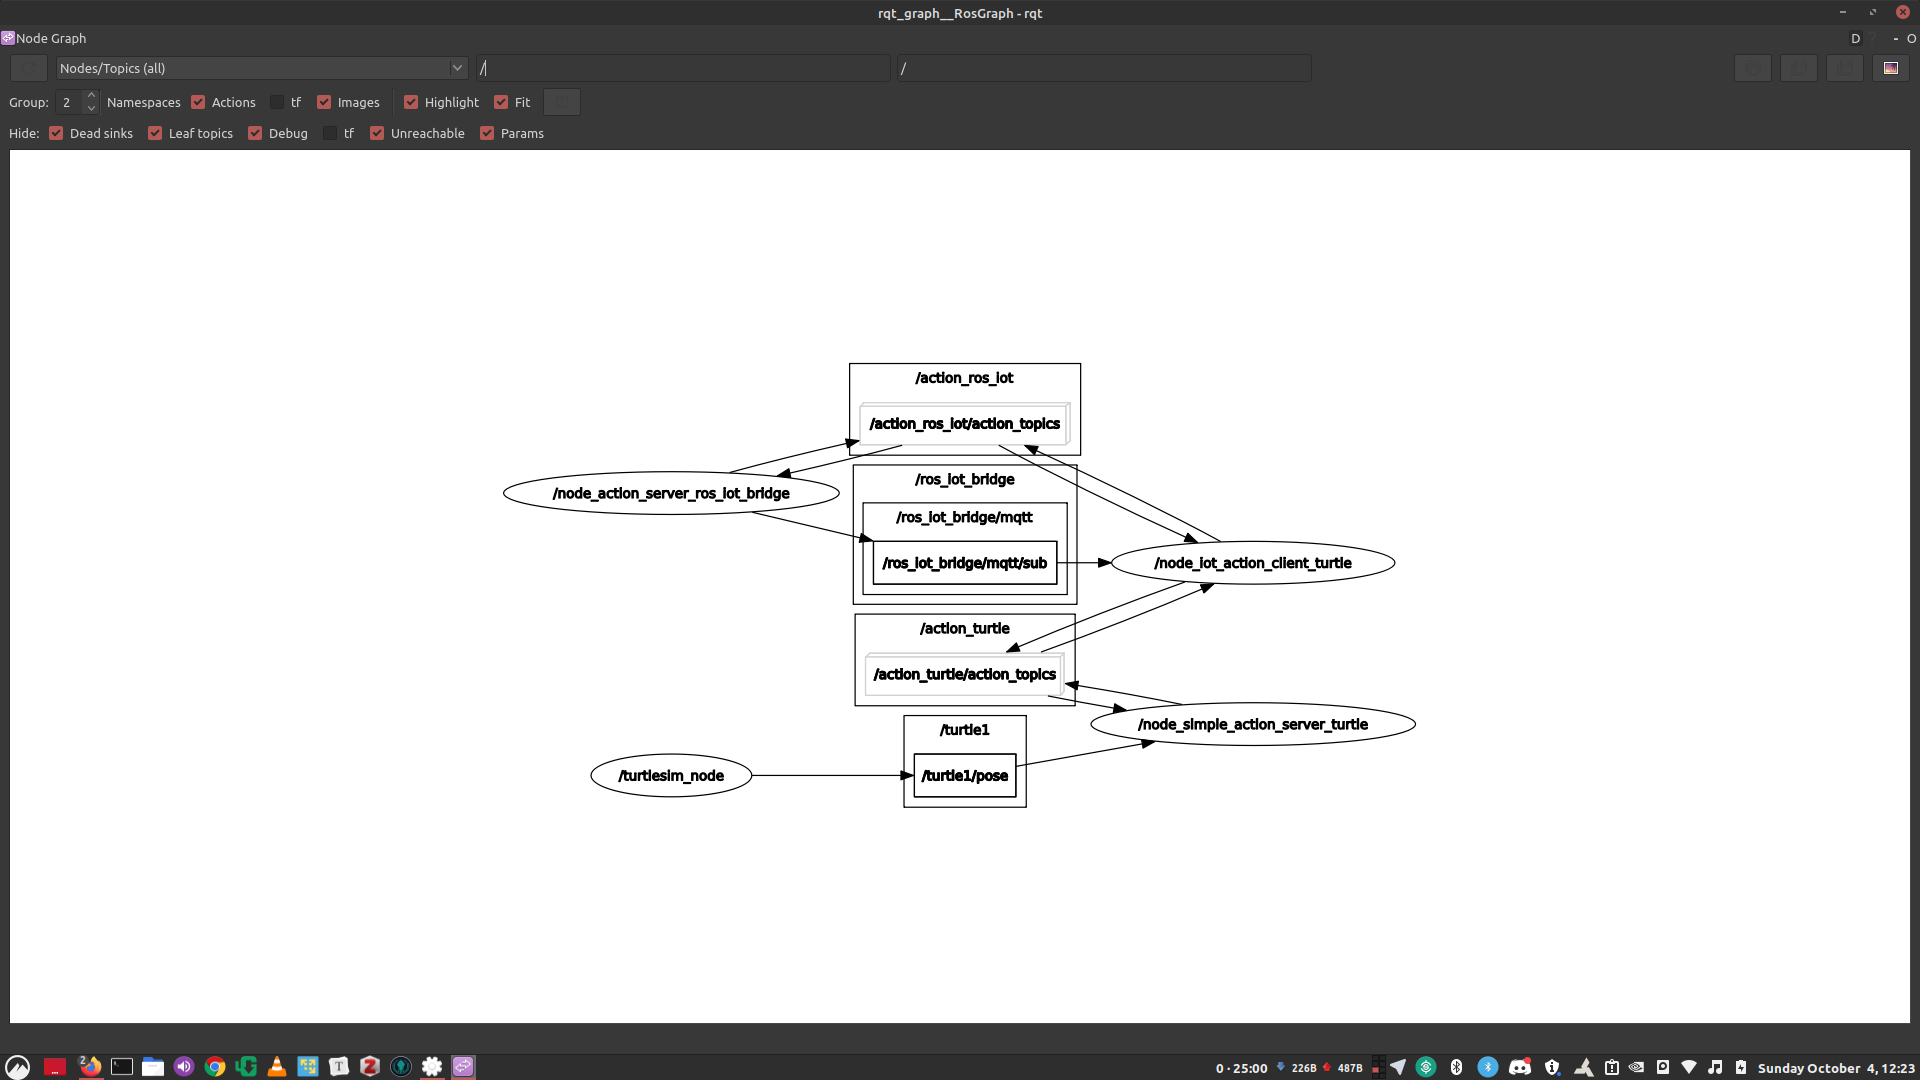 rqt_graph__RosGraph - rqt
Node Graph
D
- O
Nodes/Topics (all)
/
/
Group: 2 Namespaces Actions tf Images Highlight Fit
Hide: Dead sinks Leaf topics Debug tf Unreachable Params
/action_ros_iot
/action_ros_iot/action_topics
/ros_iot_bridge
/node_action_server_ros_iot_bridge
/ros_iot_bridge/mqtt
/ros_iot_bridge/mqtt/sub
/node_iot_action_client_turtle
/action_turtle
/action_turtle/action_topics
/node_simple_action_server_turtle
/turtle1
/turtlesim_node
/turtle1/pose
2
T
Z
0 · 25:00 226B 487B
Sunday October 4, 12:23